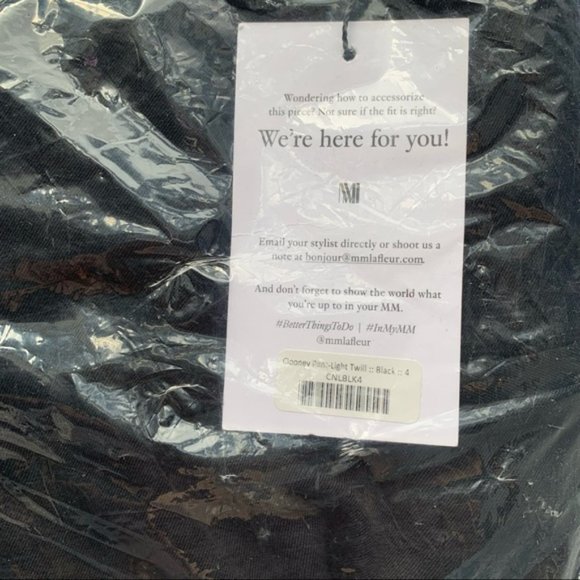 Wondering how to accessorize
this piece? Not sure if the fit is right?
We're here for you!
MM
Email your stylist directly or shoot us a
note at bonjour@mmlafleur.com.
And don't forget to show the world what
you're up to in your MM.
#BetterThingsToDo | #InMyMM
@mmlafleur
-Light Twill :: Black :: 4
CNLBLK4